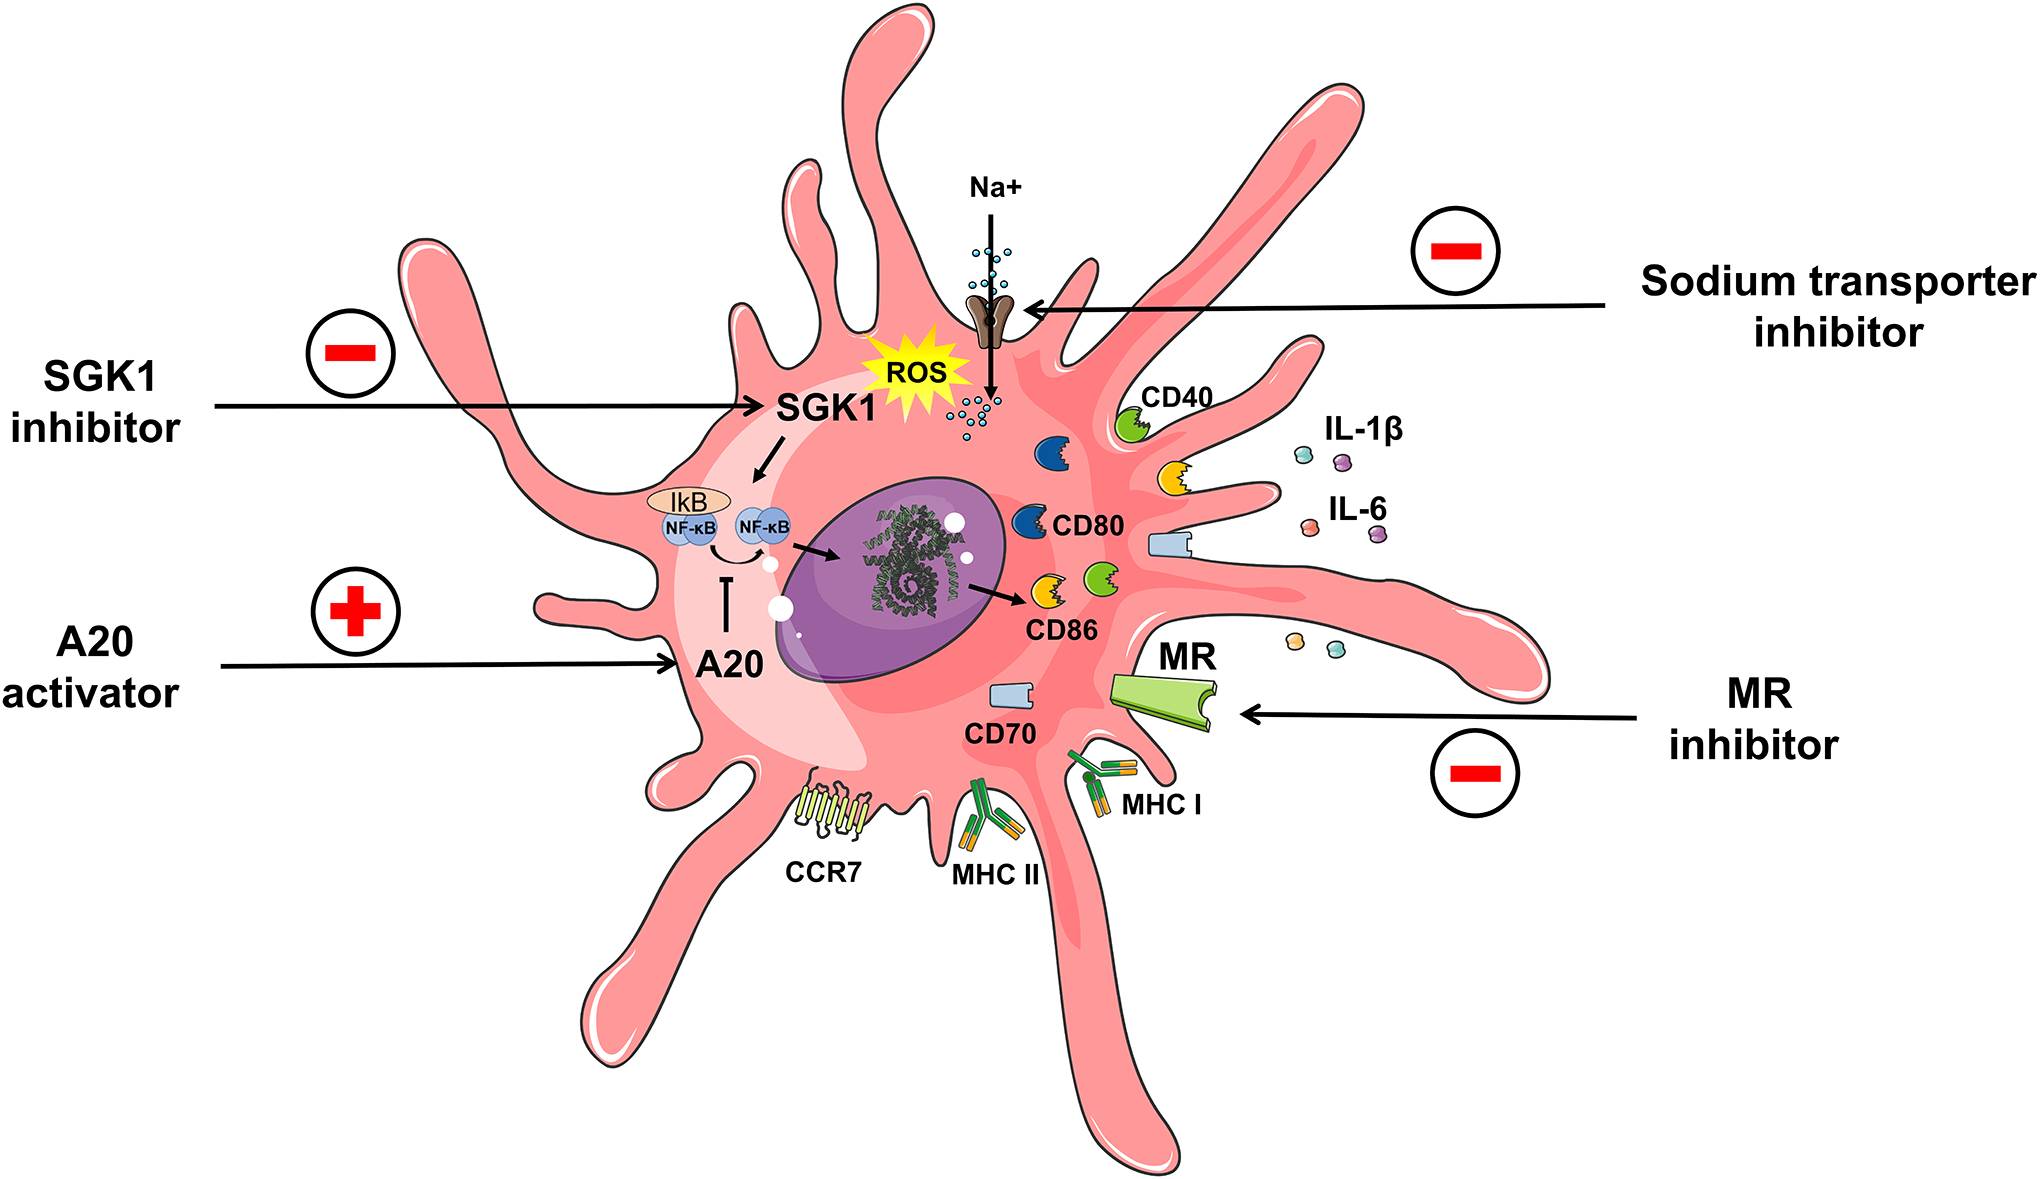 Na+
Sodium transporter
inhibitor
SGK1
inhibitor
ROS
SGK1
CD40
IL-1β
IL-6
IkB
NF-κB
NF-κB
CD80
CD86
A20
activator
A20
MR
CD70
MR
inhibitor
MHC I
CCR7
MHC II